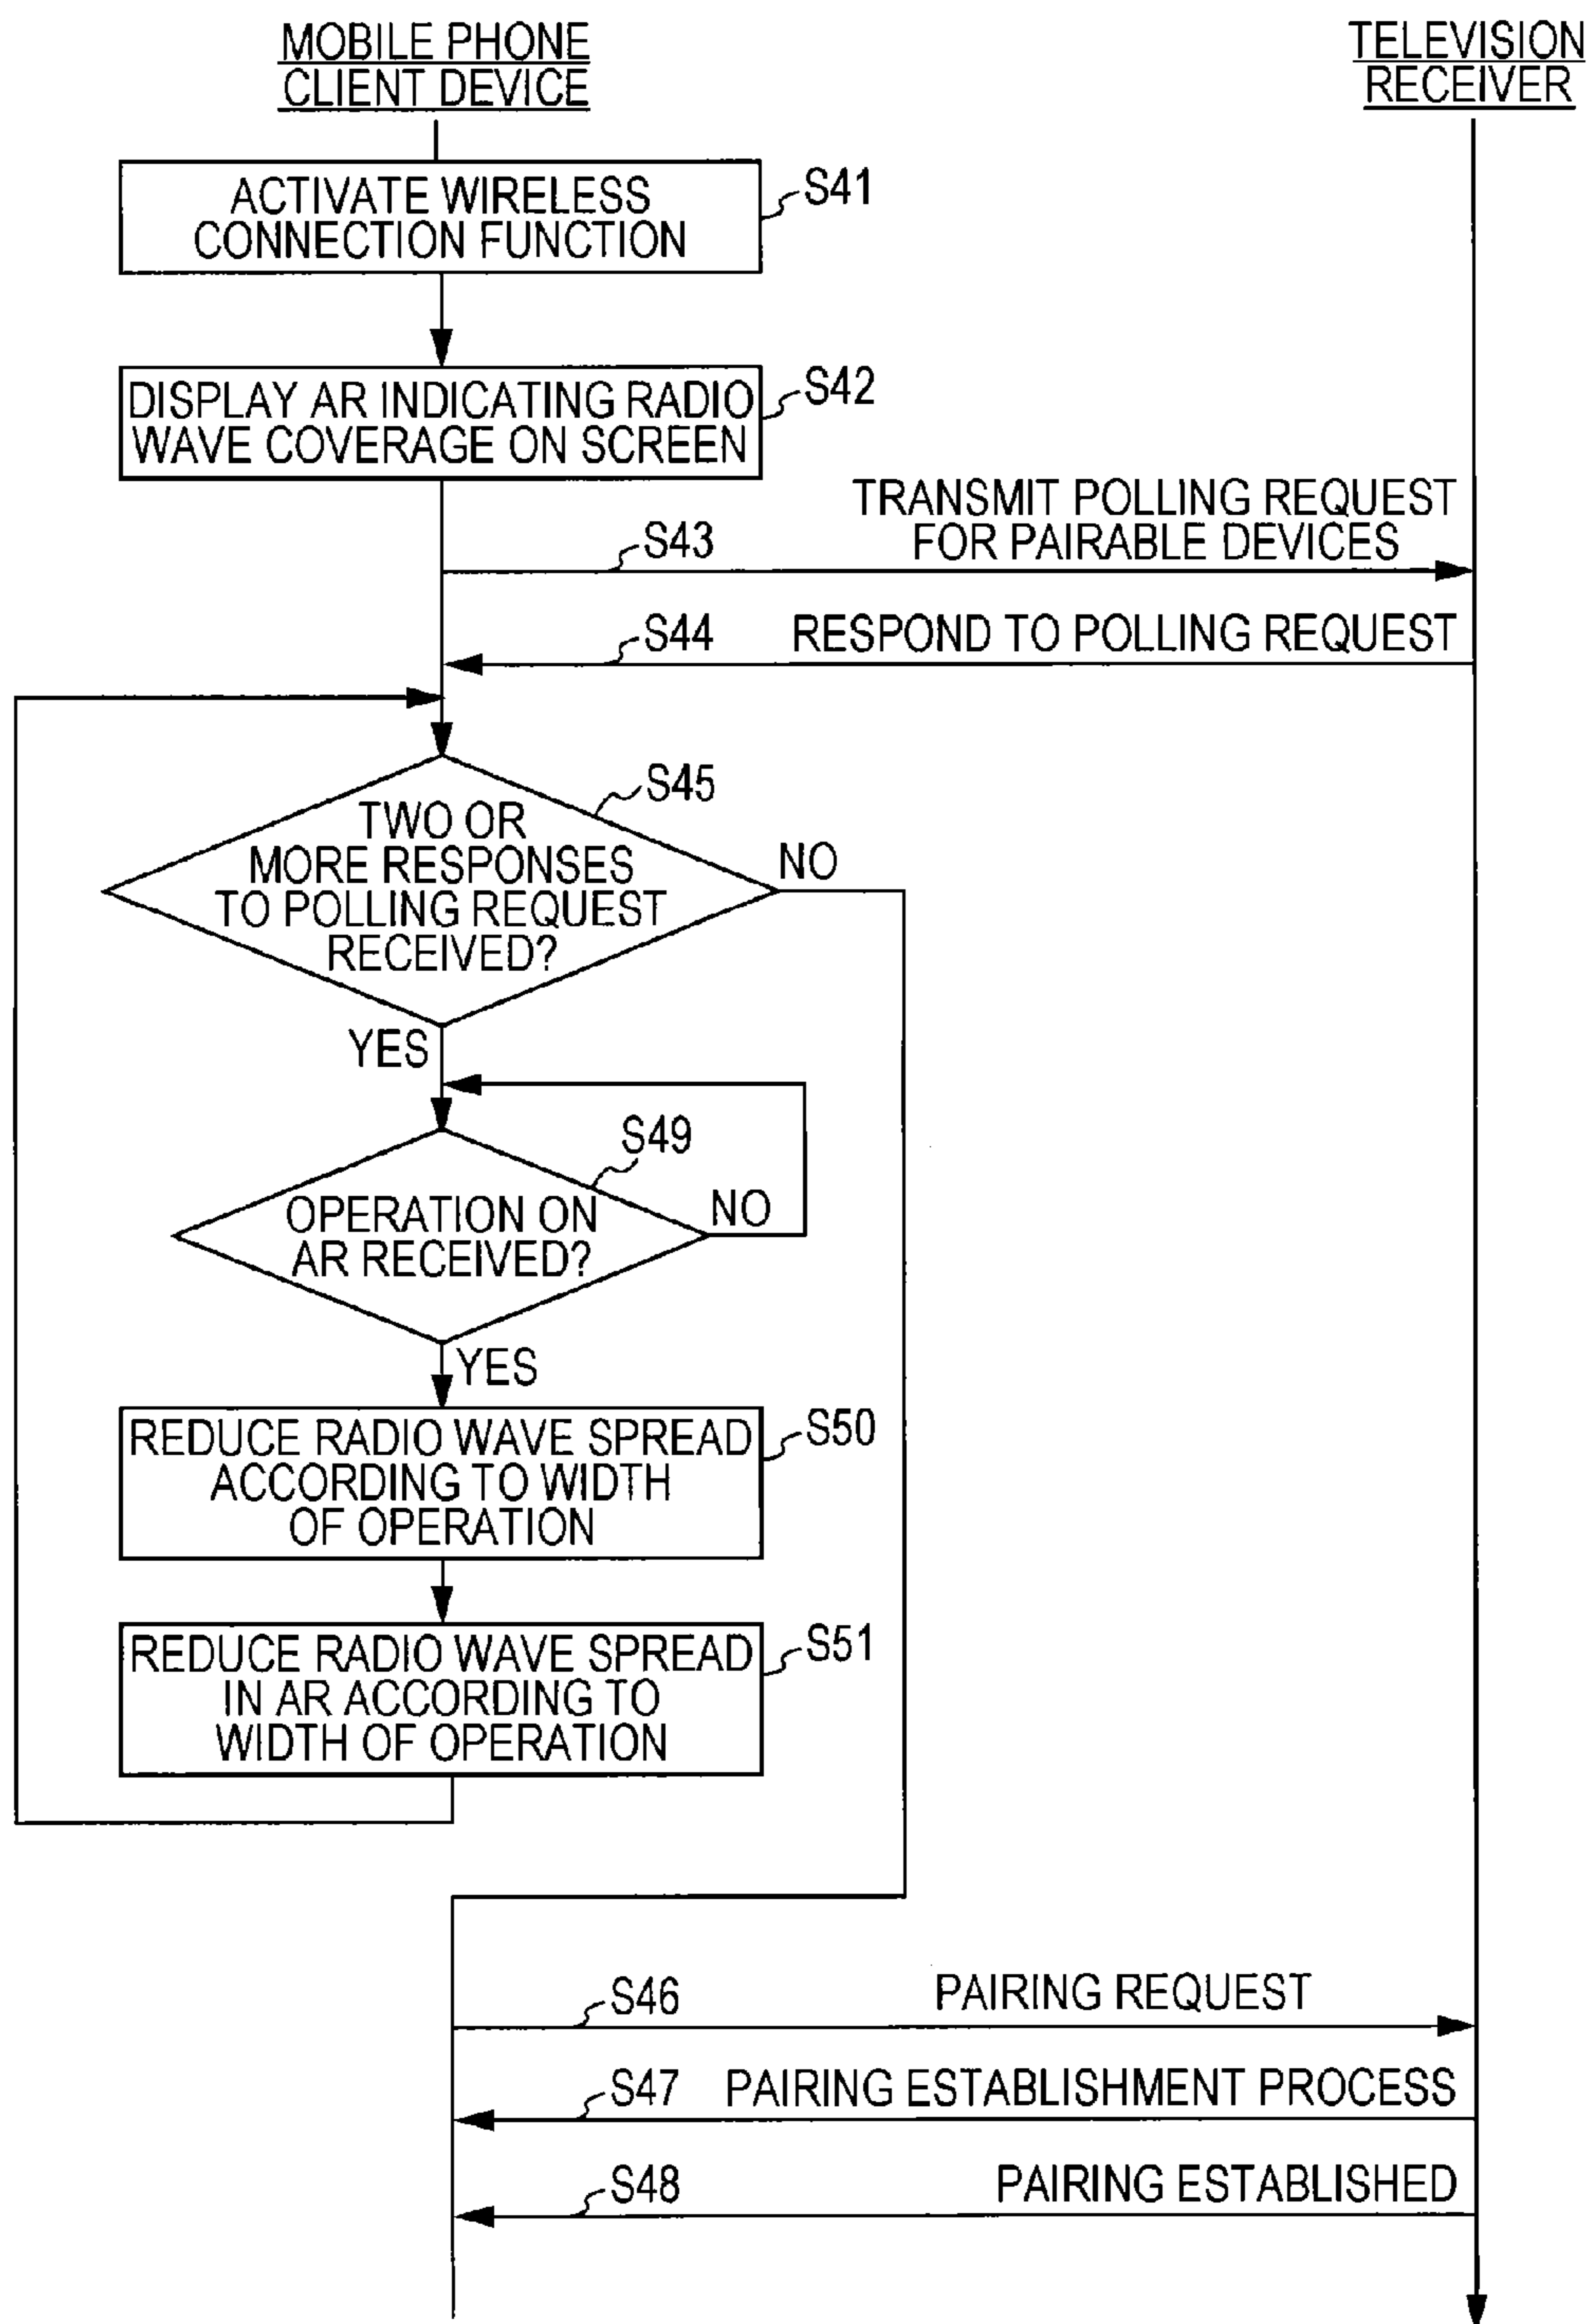 MOBILE PHONE
CLIENT DEVICE
TELEVISION
RECEIVER
ACTIVATE WIRELESS
CONNECTION FUNCTION
S41
DISPLAY AR INDICATING RADIO
WAVE COVERAGE ON SCREEN
S42
TRANSMIT POLLING REQUEST
FOR PAIRABLE DEVICES
S43
S44
RESPOND TO POLLING REQUEST
S45
TWO OR
MORE RESPONSES
TO POLLING REQUEST
RECEIVED?
NO
YES
S49
OPERATION ON
AR RECEIVED?
NO
YES
REDUCE RADIO WAVE SPREAD
ACCORDING TO WIDTH
OF OPERATION
S50
REDUCE RADIO WAVE SPREAD
IN AR ACCORDING TO
WIDTH OF OPERATION
S51
S46
PAIRING REQUEST
S47
PAIRING ESTABLISHMENT PROCESS
S48
PAIRING ESTABLISHED